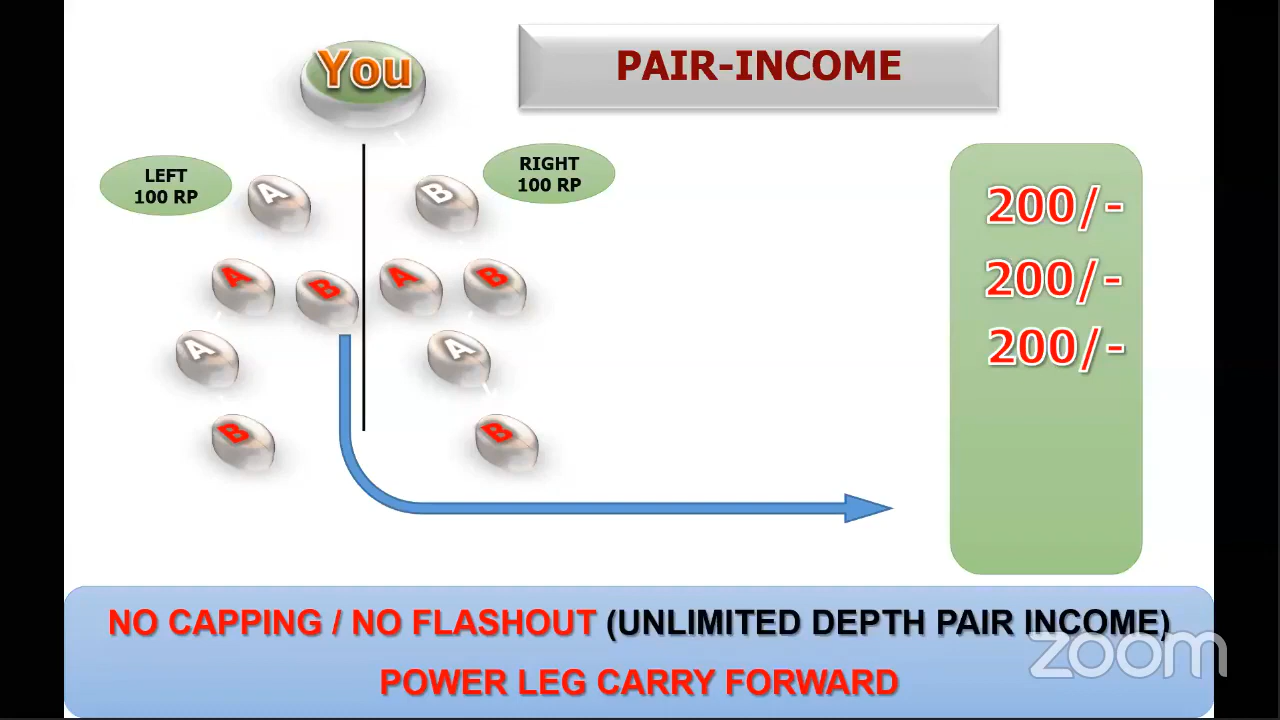 You
PAIR-INCOME
LEFT
100 RP
RIGHT
100 RP
A
B
A
B
A
B
A
A
B
B
200/-
200/-
200/-
NO CAPPING / NO FLASHOUT (UNLIMITED DEPTH PAIR INCOME)
POWER LEG CARRY FORWARD
zoom